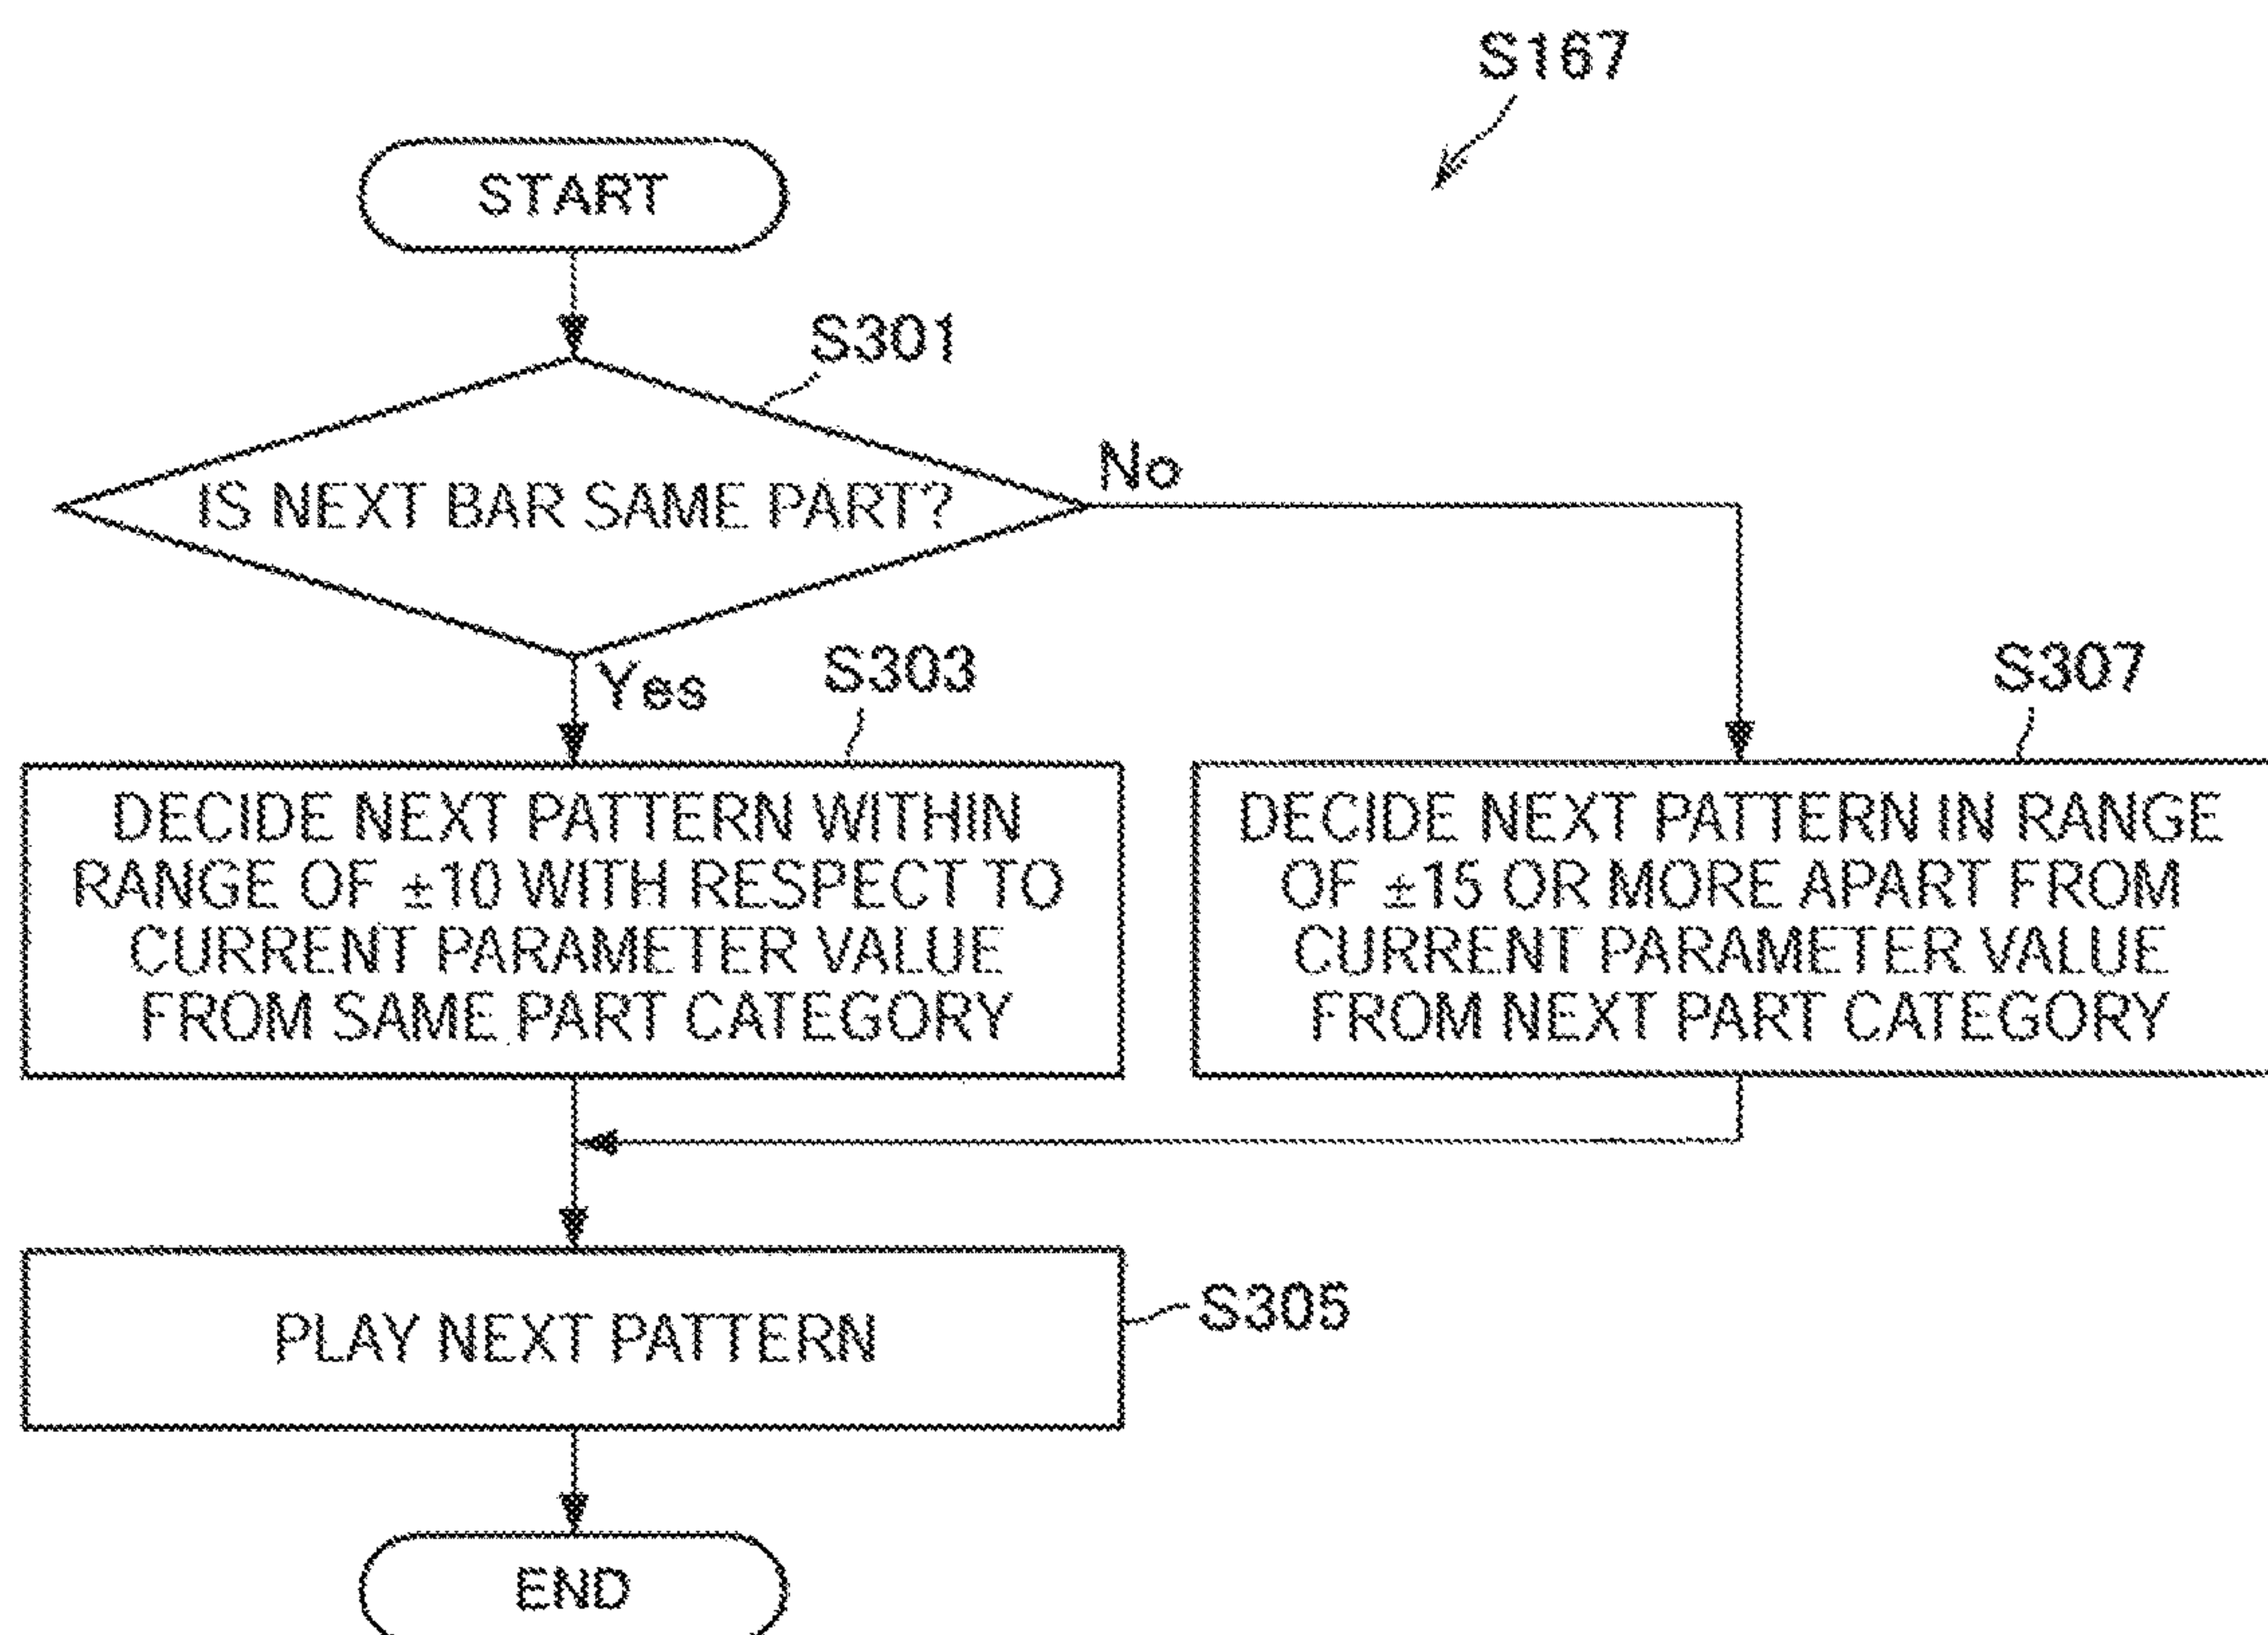 S167
START
S301
IS NEXT BAR SAME PART?
No
Yes
S303
DECIDE NEXT PATTERN WITHIN
RANGE OF ±10 WITH RESPECT TO
CURRENT PARAMETER VALUE
FROM SAME PART CATEGORY
S307
DECIDE NEXT PATTERN IN RANGE
OF ±15 OR MORE APART FROM
CURRENT PARAMETER VALUE
FROM NEXT PART CATEGORY
PLAY NEXT PATTERN
S305
END